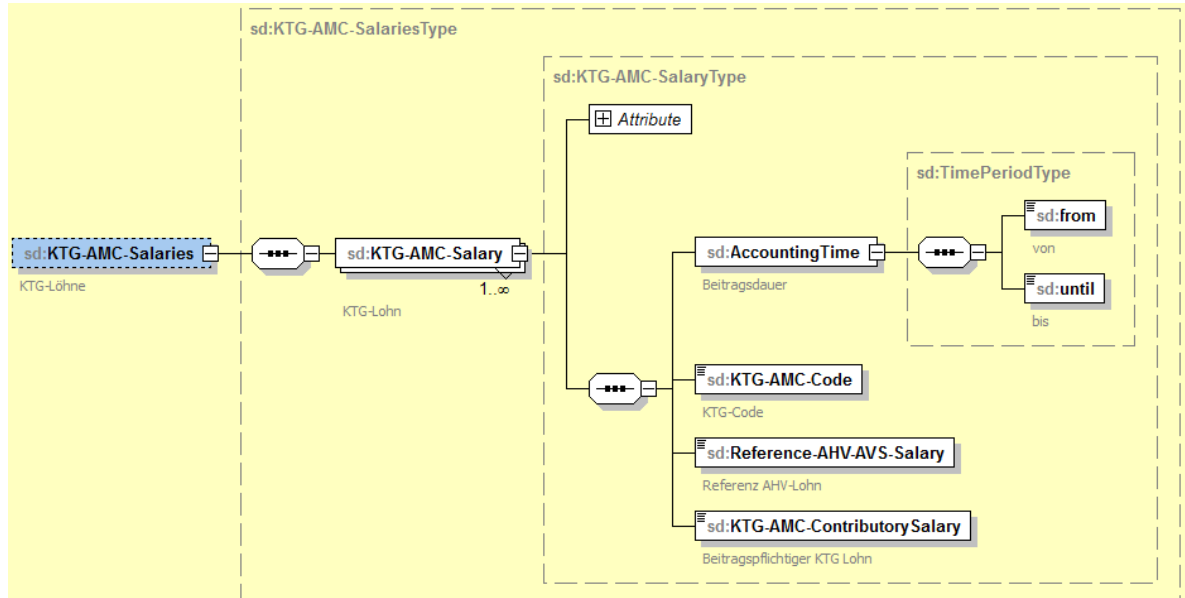 sd:KTG-AMC-SalariesType
sd:KTG-AMC-SalaryType
Attribute
sd:TimePeriodType
sd:from
von
sd:KTG-AMC-Salaries
KTG-Löhne
sd:KTG-AMC-Salary
1..∞
KTG-Lohn
sd:AccountingTime
Beitragsdauer
sd:until
bis
sd:KTG-AMC-Code
KTG-Code
sd:Reference-AHV-AVS-Salary
Referenz AHV-Lohn
sd:KTG-AMC-ContributorySalary
Beitragspflichtiger KTG Lohn